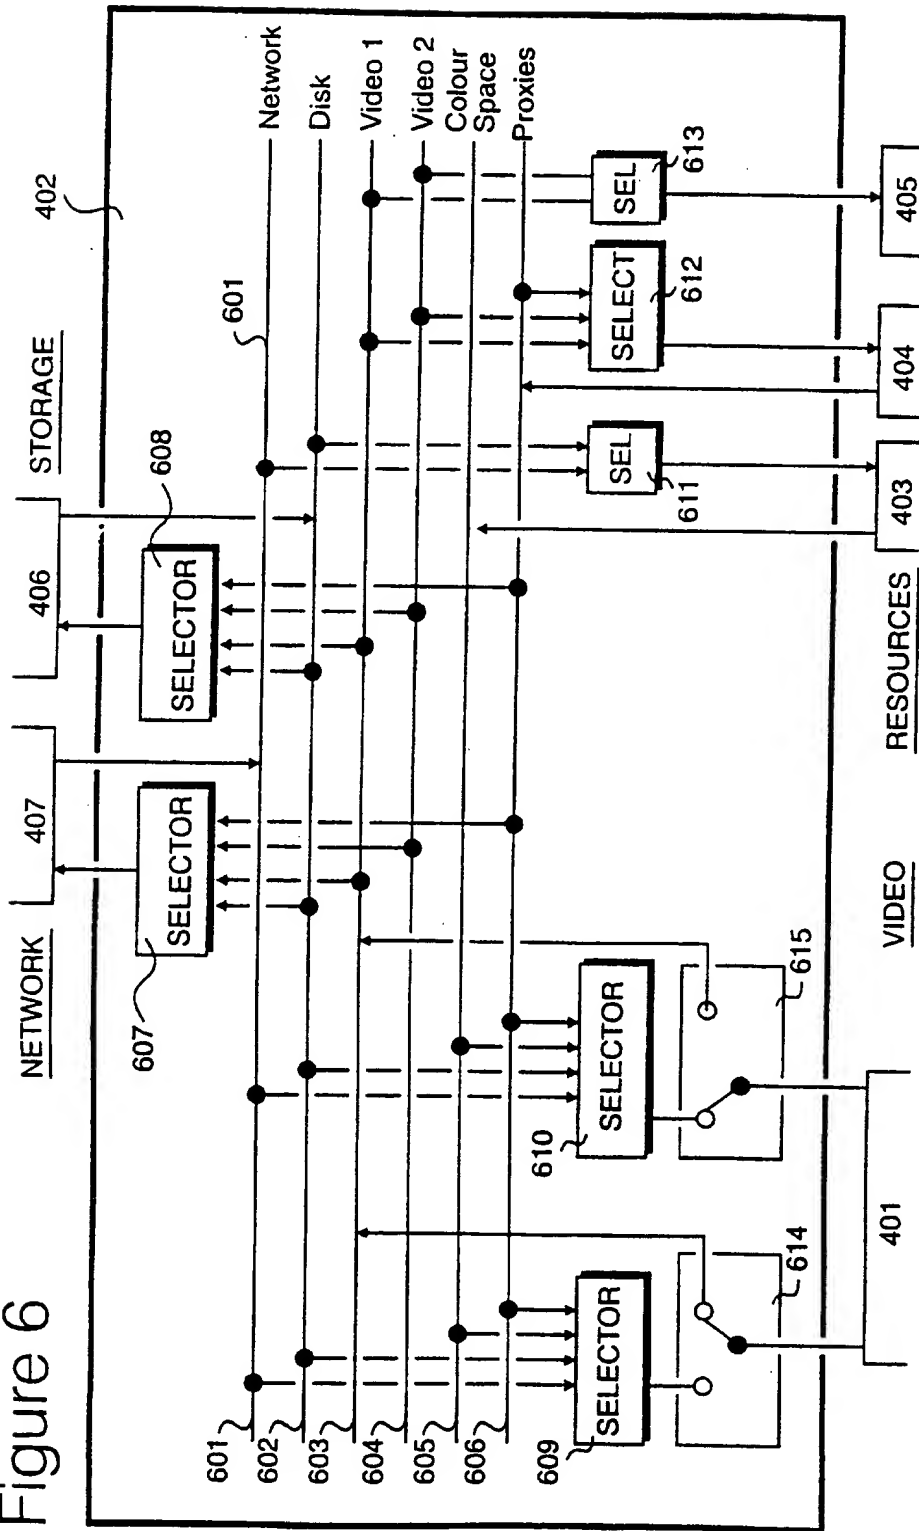 Figure 6
NETWORK
STORAGE
402
407
406
607
SELECTOR
608
SELECTOR
601
Network
Disk
Video 1
Video 2
Colour
Space
Proxies
601
602
603
604
605
606
609
SELECTOR
610
SELECTOR
611
SEL
612
SELECT
613
SEL
614
615
401
403
404
405
VIDEO
RESOURCES